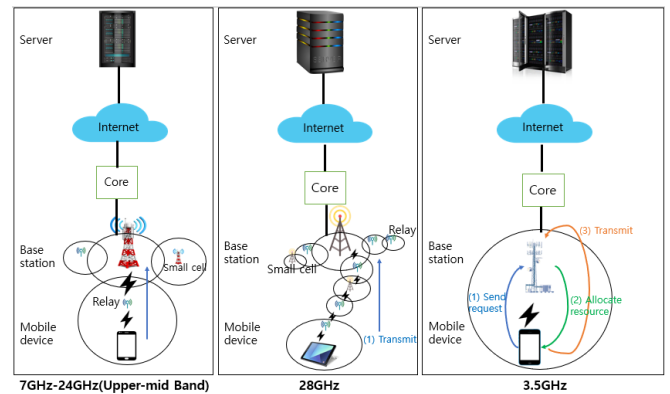 Server
Internet
Core
Base
station
Small cell
Relay
Mobile
device
7GHz-24GHz(Upper-mid Band)
Server
Internet
Core
Relay
Base
station
Small cell
(1) Transmit
Mobile
device
28GHz
Server
Internet
Core
(3) Transmit
Base
station
(1) Send
request
(2) Allocate
resource
Mobile
device
3.5GHz